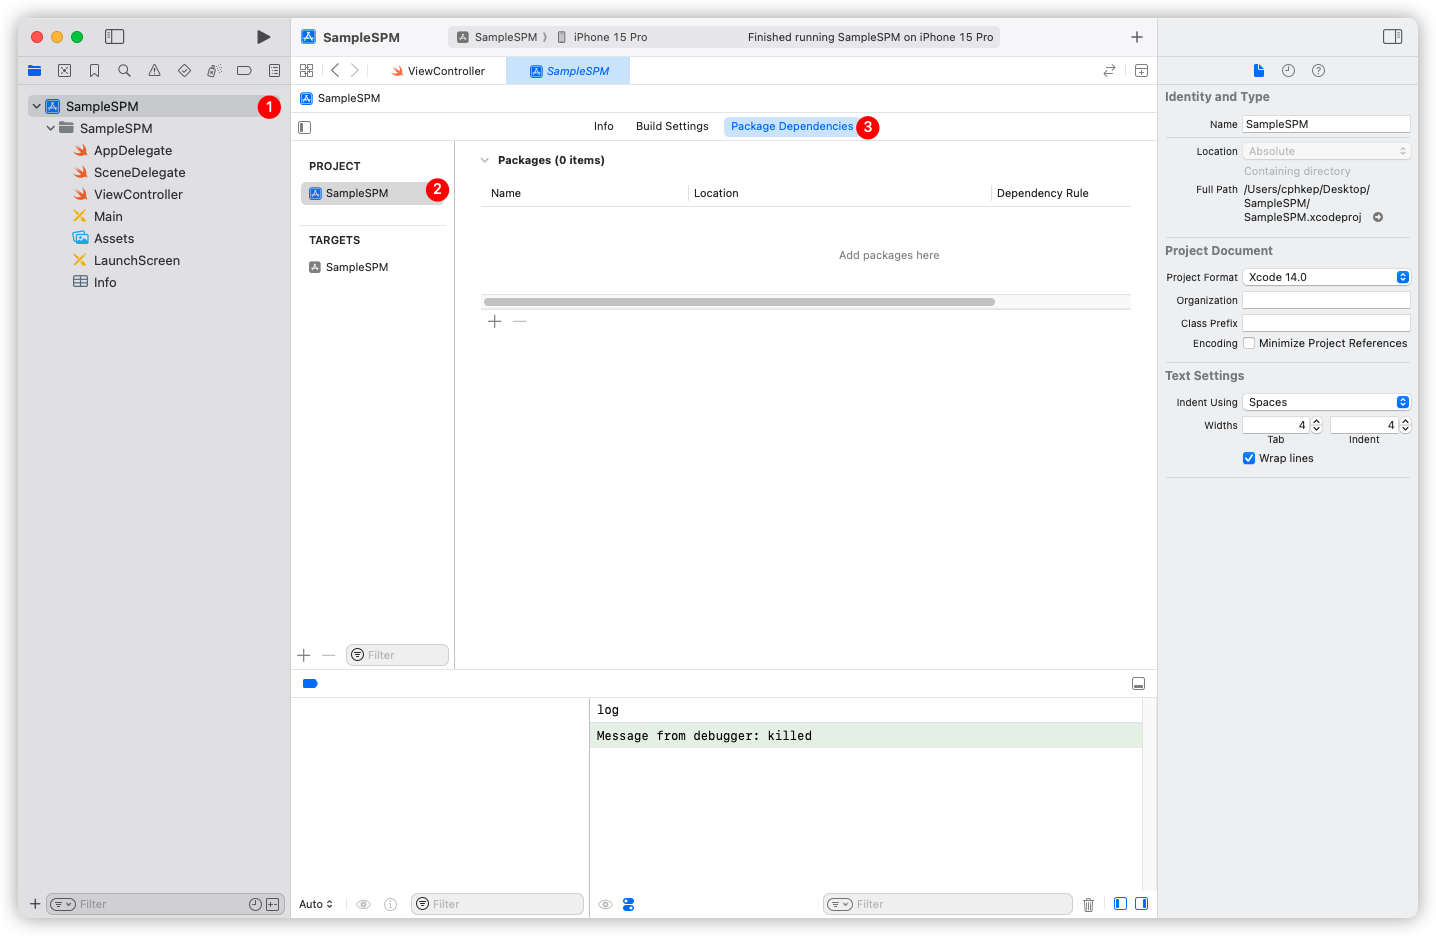 SampleSPM
SampleSPM
iPhone 15 Pro
Finished running SampleSPM on iPhone 15 Pro
ViewController
SampleSPM
SampleSPM
SampleSPM
1
SampleSPM
AppDelegate
SceneDelegate
ViewController
Main
Assets
LaunchScreen
Info
Filter
Info
Build Settings
Package Dependencies
3
PROJECT
SampleSPM
2
TARGETS
SampleSPM
Filter
Packages (0 items)
Name
Location
Dependency Rule
Add packages here
log
Message from debugger: killed
Auto
Filter
Filter
Identity and Type
Name
SampleSPM
Location
Absolute
Containing directory
Full Path
/Users/cphkep/Desktop/
SampleSPM/
SampleSPM.xcodeproj
Project Document
Project Format
Xcode 14.0
Organization
Class Prefix
Encoding
Minimize Project References
Text Settings
Indent Using
Spaces
Widths
4
4
Tab
Indent
Wrap lines